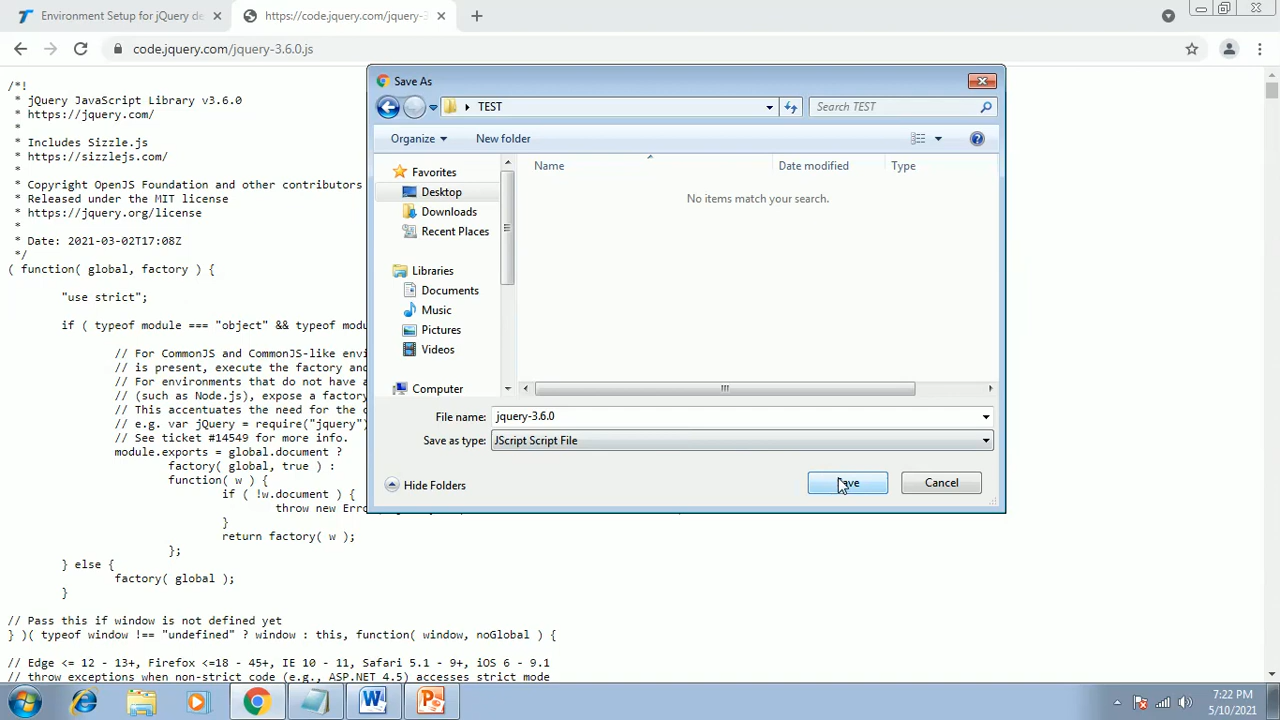 Environment Setup for jQuery de
https://code.jquery.com/jquery-3
code.jquery.com/jquery-3.6.0.js
/*!
* jQuery JavaScript Library v3.6.0
* https://jquery.com/
*
* Includes Sizzle.js
* https://sizzlejs.com/
*
* Copyright OpenJS Foundation and other contributors
* Released under the MIT license
* https://jquery.org/license
*
* Date: 2021-03-02T17:08Z
*/
( function( global, factory ) {
"use strict";
if ( typeof module === "object" && typeof modu
// For CommonJS and CommonJS-like envi
// is present, execute the factory and
// For environments that do not have a
// (such as Node.js), expose a factory
// This accentuates the need for the c
// e.g. var jQuery = require("jquery")
// See ticket #14549 for more info.
module.exports = global.document ?
factory( global, true ) :
function( w ) {
if ( !w.document ) {
throw new Erro
}
return factory( w );
};
} else {
factory( global );
}
// Pass this if window is not defined yet
} )( typeof window !== "undefined" ? window : this, function( window, noGlobal ) {
// Edge <= 12 - 13+, Firefox <=18 - 45+, IE 10 - 11, Safari 5.1 - 9+, iOS 6 - 9.1
// throw exceptions when non-strict code (e.g., ASP.NET 4.5) accesses strict mode
Save As
TEST
Search TEST
Organize
New folder
Name
Date modified
Type
No items match your search.
Favorites
Desktop
Downloads
Recent Places
Libraries
Documents
Music
Pictures
Videos
Computer
File name: jquery-3.6.0
Save as type: JScript Script File
Hide Folders
Save
Cancel
7:22 PM
5/10/2021